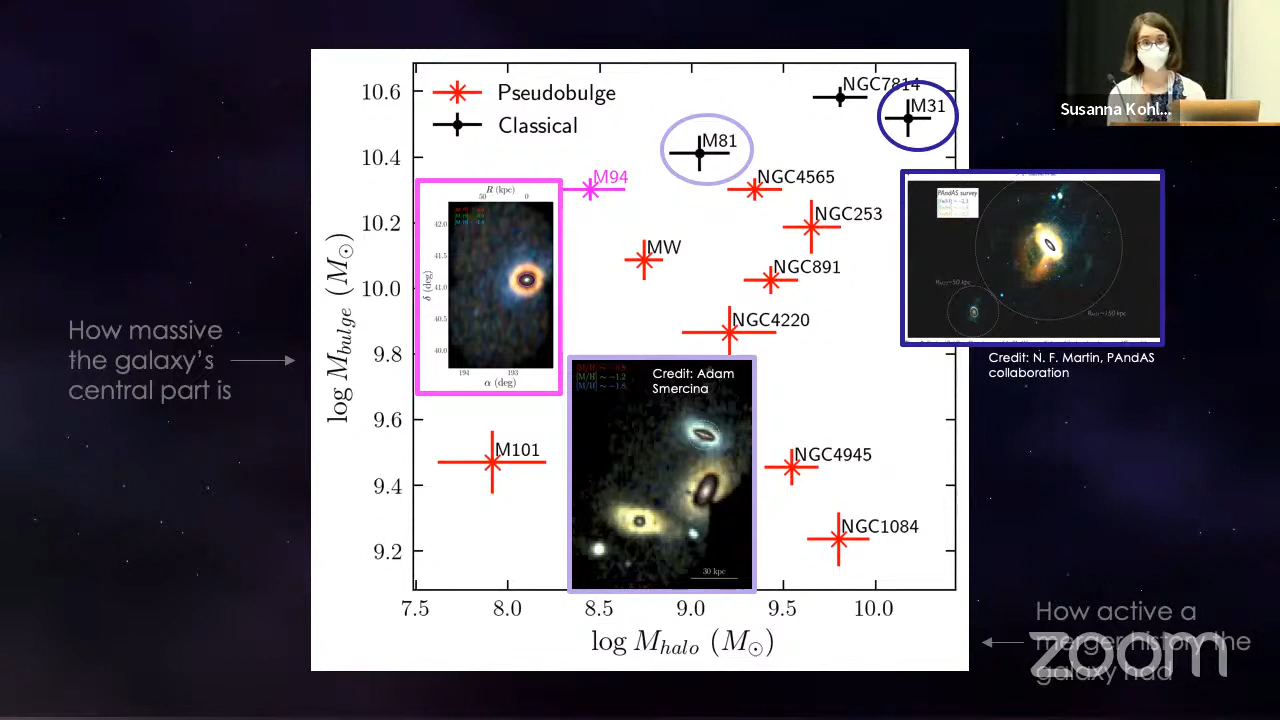 Pseudobulge
Classical
NGC7814
M31
M81
M94
NGC4565
NGC253
MW
NGC891
NGC4220
M101
NGC4945
NGC1084
10.6
10.4
10.2
10.0
9.8
9.6
9.4
9.2
7.5 8.0 8.5 9.0 9.5 10.0
log M_bulge (M_⊙)
log M_halo (M_⊙)
How massive
the galaxy's
central part is
How active a
merger history the
galaxy had
zoom
Susanna Kohl...
R (kpc)
50 0
42.0
41.5
41.0
40.5
40.0
δ (deg)
194 193
α (deg)
Credit: Adam
Smercina
[M/H] ~ −1.2
30 kpc
PAndAS survey
Credit: N. F. Martin, PAndAS
collaboration